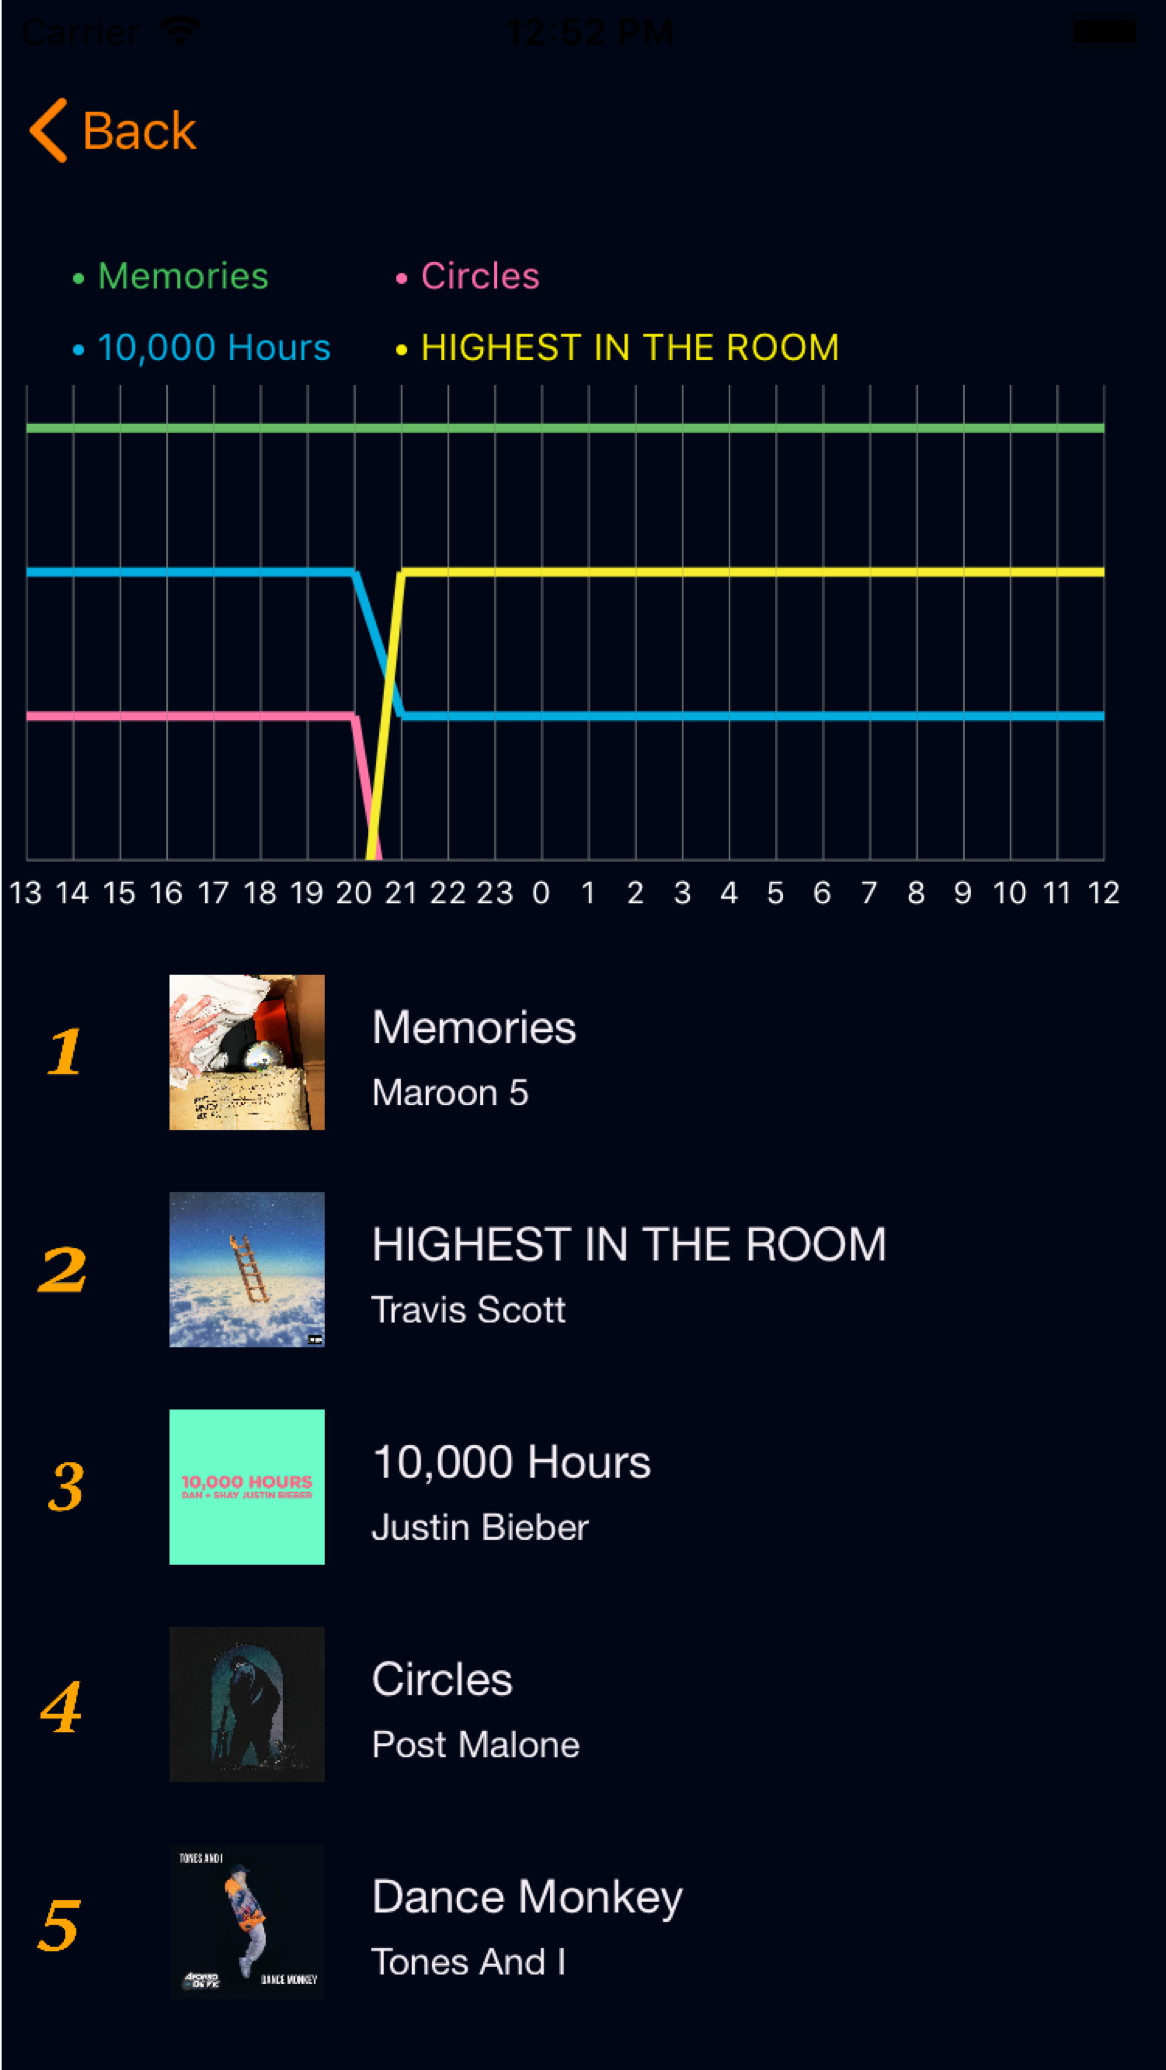 Carrier 12:52 PM
Back
• Memories • Circles
• 10,000 Hours • HIGHEST IN THE ROOM
13 14 15 16 17 18 19 20 21 22 23 0 1 2 3 4 5 6 7 8 9 10 11 12
1
Memories
Maroon 5
2
HIGHEST IN THE ROOM
Travis Scott
3
10,000 HOURS
DAN + SHAY JUSTIN BIEBER
10,000 Hours
Justin Bieber
4
Circles
Post Malone
5
TONES AND I
DANCE MONKEY
Dance Monkey
Tones And I